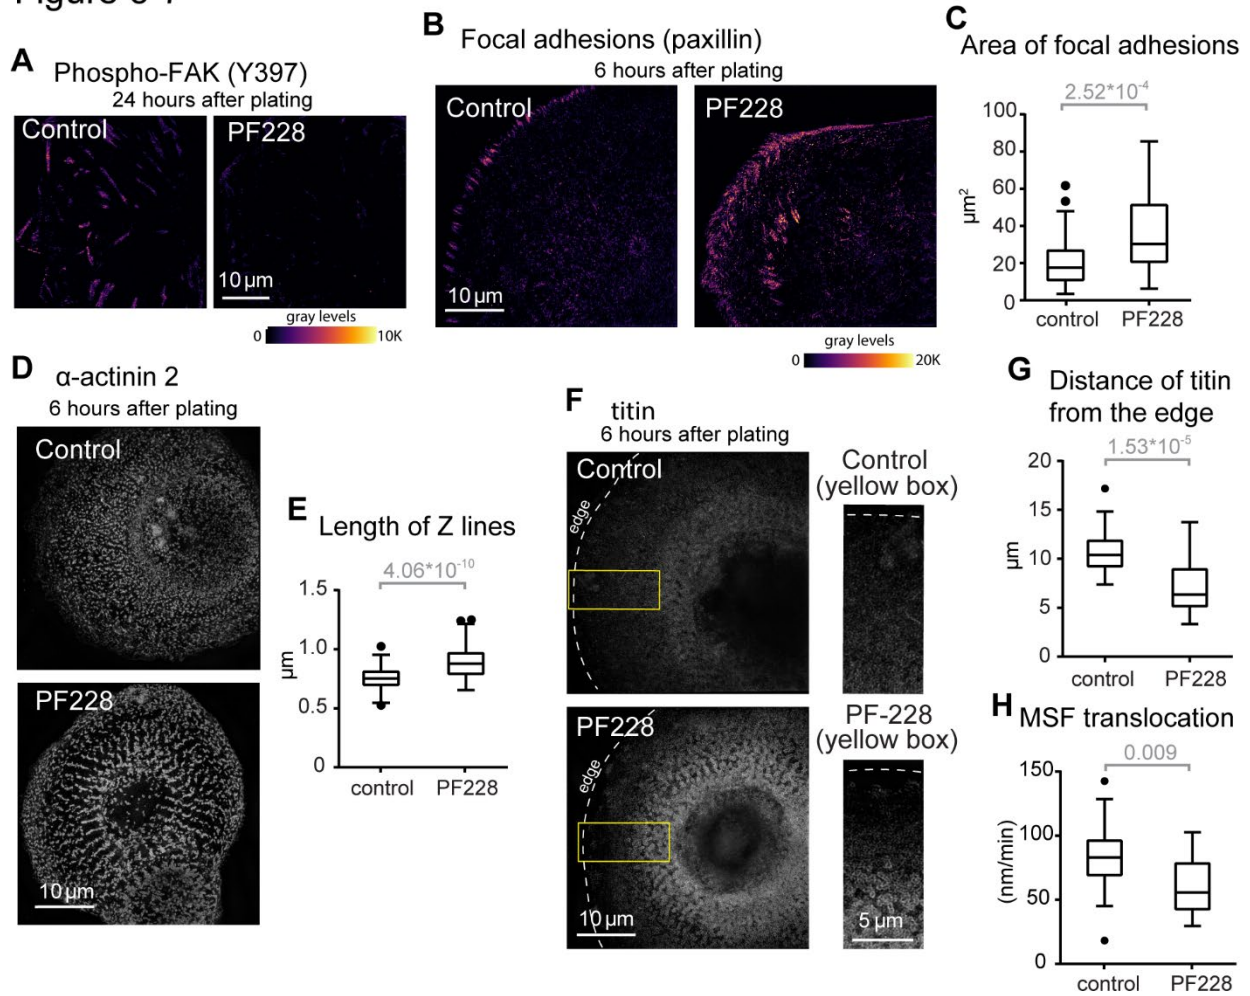 A
Phospho-FAK (Y397)
24 hours after plating
Control
PF228
10 µm
gray levels
0
10K
B
Focal adhesions (paxillin)
6 hours after plating
Control
PF228
10 µm
gray levels
0
20K
C
Area of focal adhesions
2.52*10-4
100
80
60
40
20
0
µm2
control
PF228
D
α-actinin 2
6 hours after plating
Control
PF228
10 µm
E
Length of Z lines
4.06*10-10
1.5
1.0
0.5
0
µm
control
PF228
F
titin
6 hours after plating
Control
edge
Control
(yellow box)
PF228
edge
10 µm
PF-228
(yellow box)
5 µm
G
Distance of titin
from the edge
1.53*10-5
20
15
10
5
0
µm
control
PF228
H
MSF translocation
0.009
150
100
50
0
(nm/min)
control
PF228